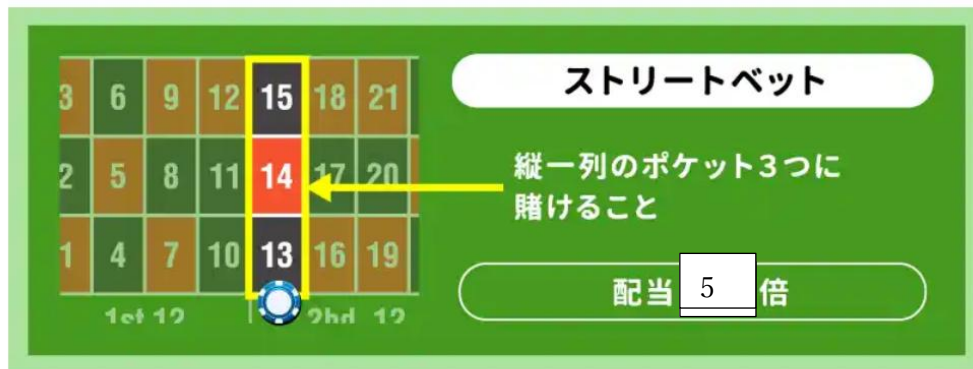 ストリートベット
3 6 9 12 15 18 21
2 5 8 11 14 17 20
1 4 7 10 13 16 19
1st 12 2nd 12
縦一列のポケット３つに
賭けること
配当 5 倍